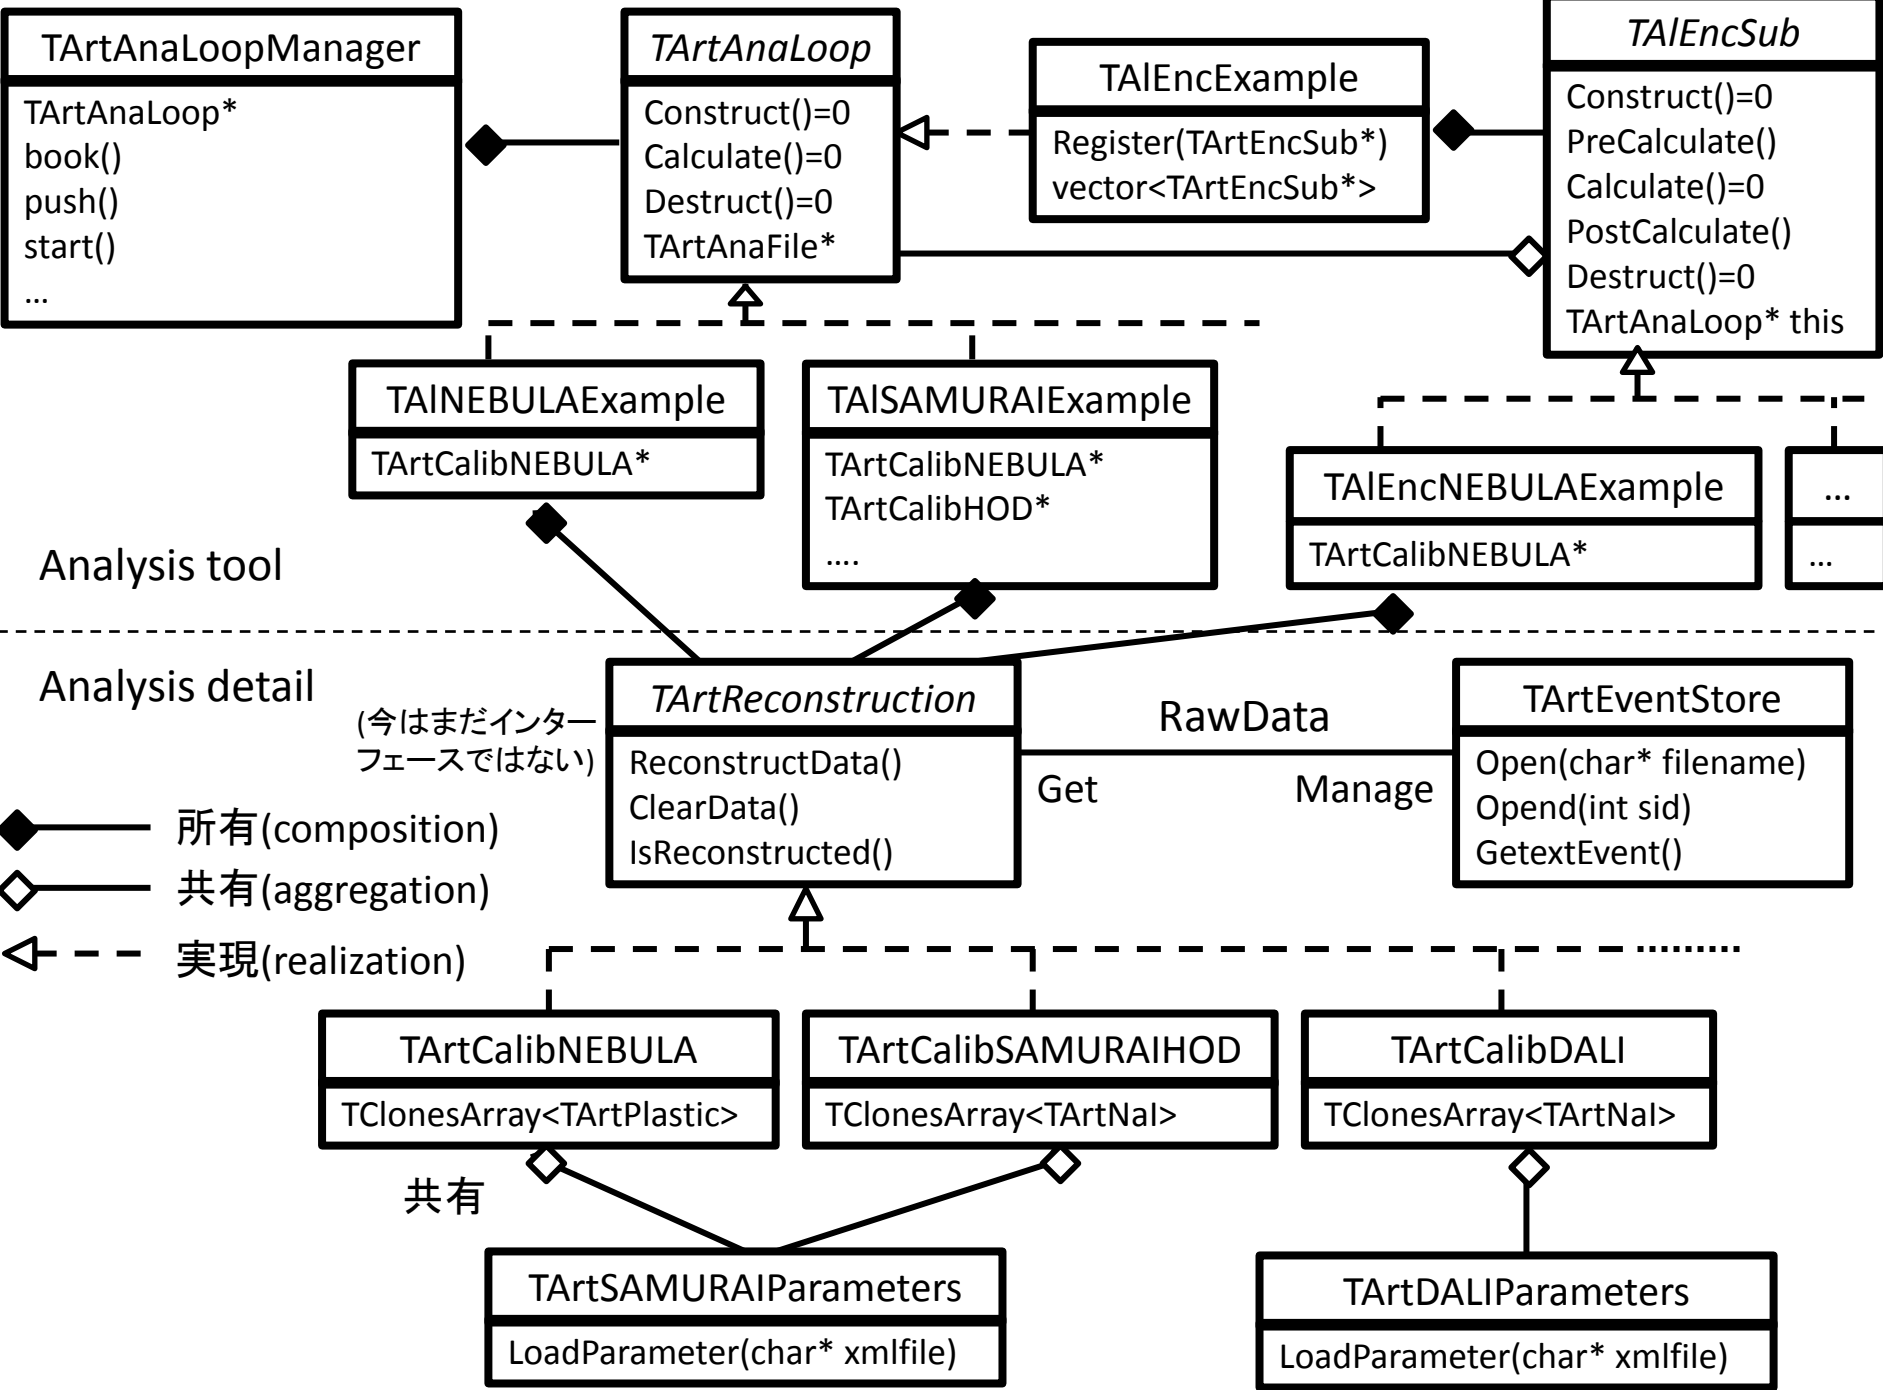 TArtAnaLoopManager
TArtAnaLoop*
book()
push()
start()
...
TArtAnaLoop
Construct()=0
Calculate()=0
Destruct()=0
TArtAnaFile*
TAlEncExample
Register(TArtEncSub*)
vector<TArtEncSub*>
TAlEncSub
Construct()=0
PreCalculate()
Calculate()=0
PostCalculate()
Destruct()=0
TArtAnaLoop* this
TAlNEBULAExample
TArtCalibNEBULA*
TAlSAMURAIExample
TArtCalibNEBULA*
TArtCalibHOD*
....
TAlEncNEBULAExample
TArtCalibNEBULA*
...
...
Analysis tool
Analysis detail
(今はまだインター
フェースではない)
TArtReconstruction
ReconstructData()
ClearData()
IsReconstructed()
RawData
Get
Manage
TArtEventStore
Open(char* filename)
Opend(int sid)
GetextEvent()
所有(composition)
共有(aggregation)
実現(realization)
TArtCalibNEBULA
TClonesArray<TArtPlastic>
TArtCalibSAMURAIHOD
TClonesArray<TArtNaI>
TArtCalibDALI
TClonesArray<TArtNaI>
共有
TArtSAMURAIParameters
LoadParameter(char* xmlfile)
TArtDALIParameters
LoadParameter(char* xmlfile)